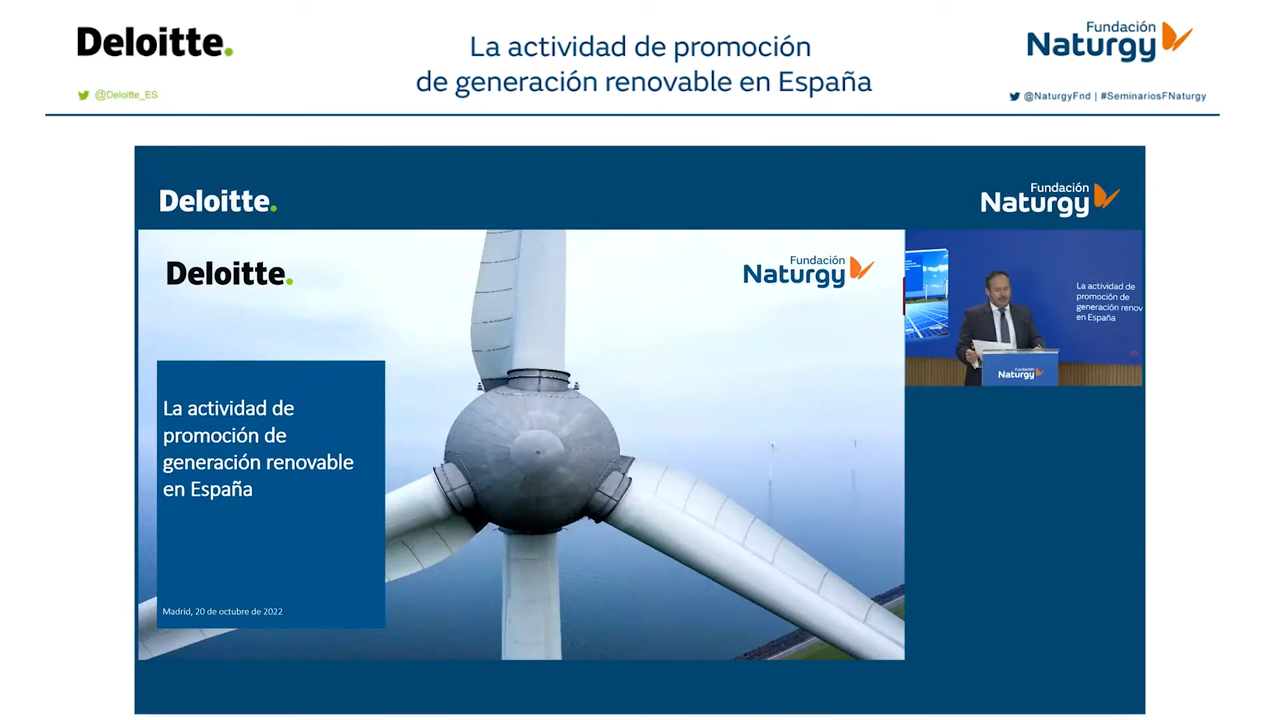 Deloitte.
La actividad de promoción
de generación renovable en España
Fundación
Naturgy
@Deloitte_ES
@NaturgyFnd | #SeminariosFNaturgy
Deloitte.
Fundación
Naturgy
Deloitte.
Fundación
Naturgy
La actividad de
promoción de
generación renovable
en España
Madrid, 20 de octubre de 2022
La actividad de
promoción de
generación renov
en España
Naturgy